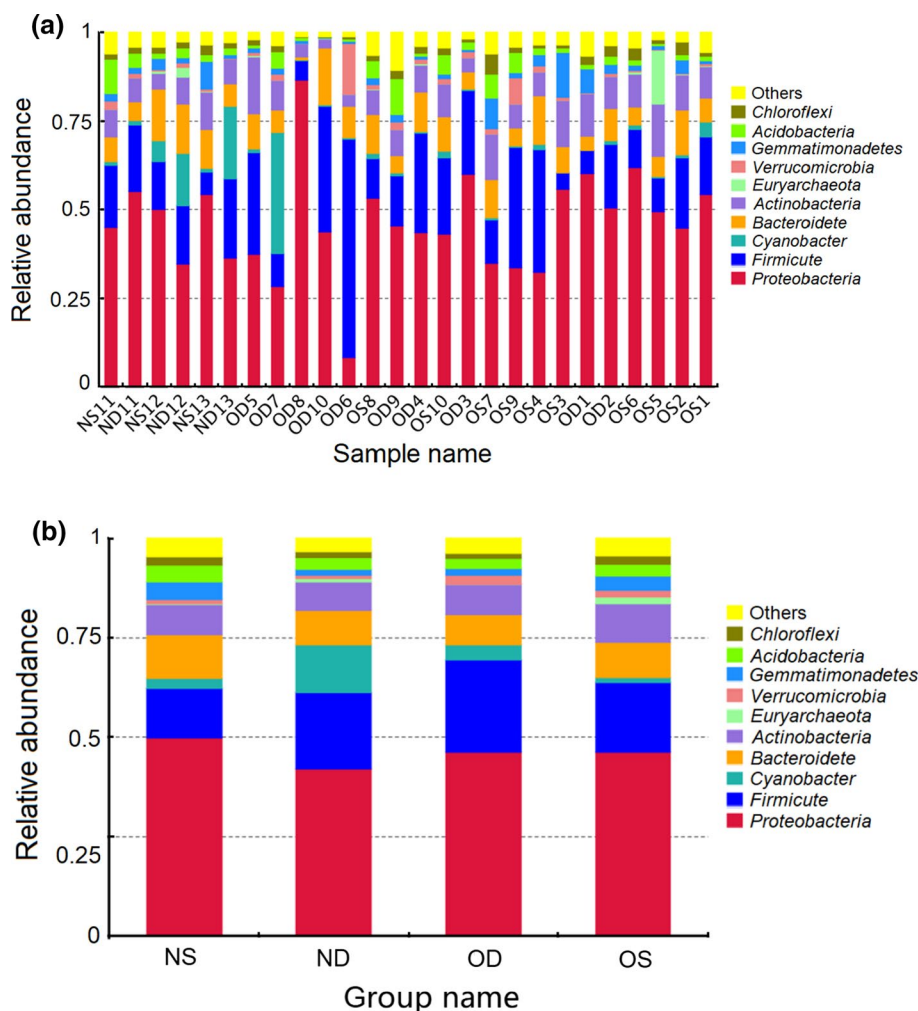 (a)
1
0.75
0.5
0.25
0
Relative abundance
NS11 ND11 NS12 ND12 NS13 ND13 OD5 OD7 OD8 OD10 OD6 OS8 OD9 OD4 OS10 OD3 OS7 OS9 OS4 OS3 OD1 OD2 OS6 OS5 OS2 OS1
Sample name
Others
Chloroflexi
Acidobacteria
Gemmatimonadetes
Verrucomicrobia
Euryarchaeota
Actinobacteria
Bacteroidete
Cyanobacter
Firmicute
Proteobacteria
(b)
1
0.75
0.5
0.25
0
Relative abundance
NS ND OD OS
Group name
Others
Chloroflexi
Acidobacteria
Gemmatimonadetes
Verrucomicrobia
Euryarchaeota
Actinobacteria
Bacteroidete
Cyanobacter
Firmicute
Proteobacteria